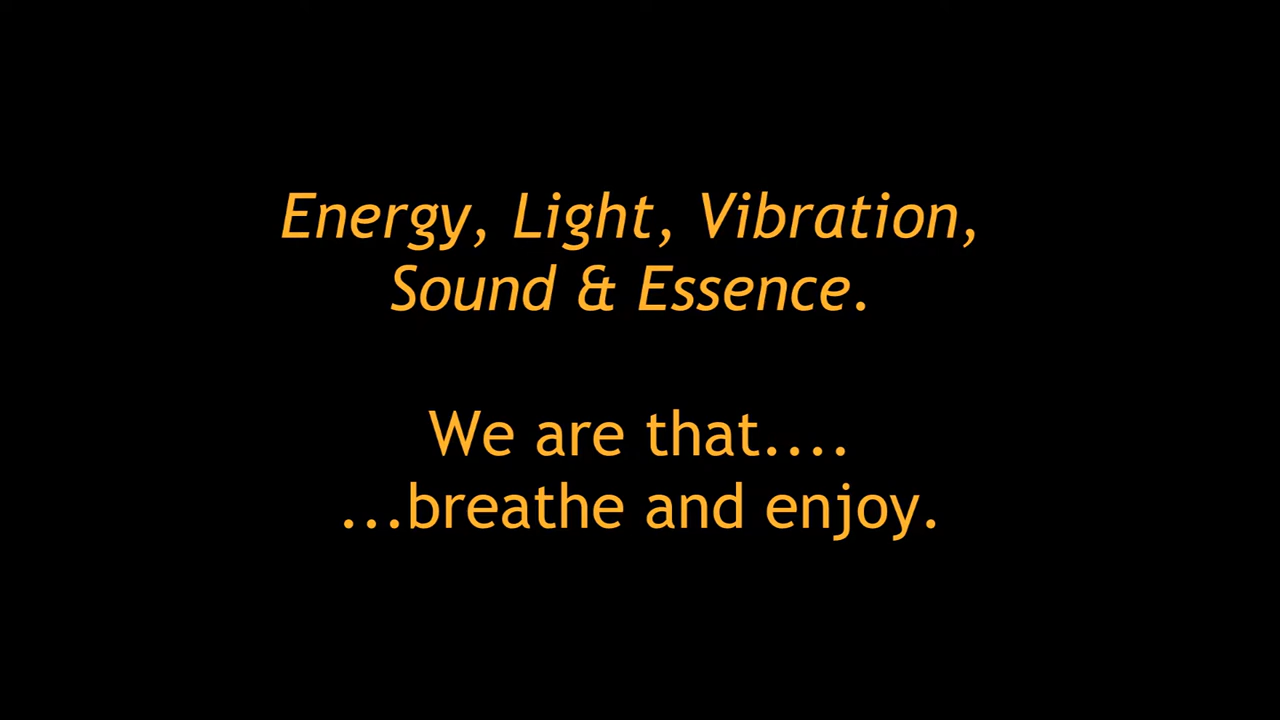 Energy, Light, Vibration,
Sound & Essence.
We are that....
...breathe and enjoy.